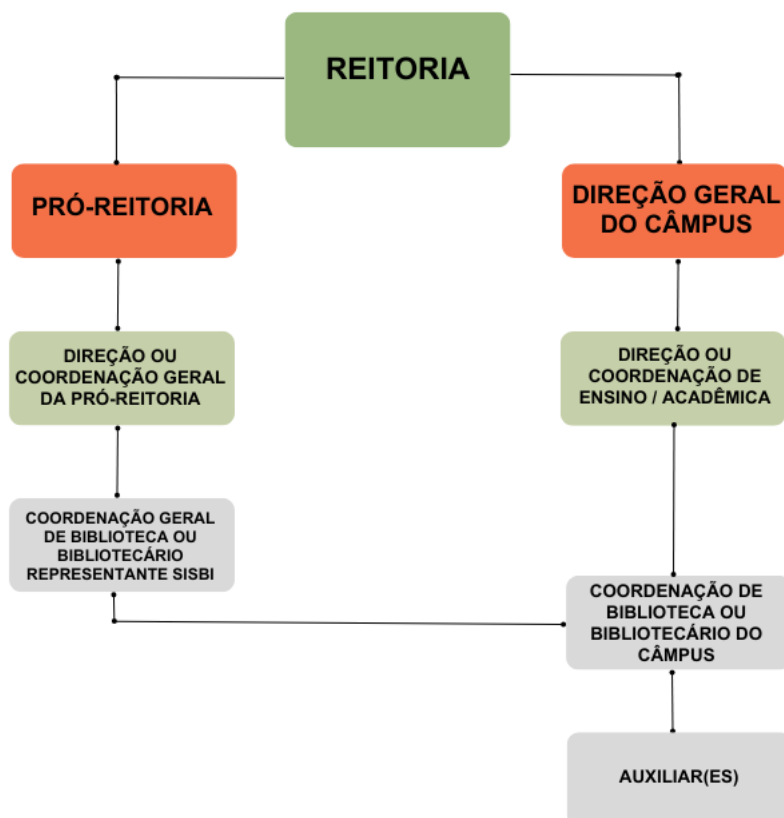 REITORIA
PRÓ-REITORIA
DIREÇÃO GERAL
DO CÂMPUS
DIREÇÃO OU
COORDENAÇÃO GERAL
DA PRÓ-REITORIA
DIREÇÃO OU
COORDENAÇÃO DE
ENSINO / ACADÊMICA
COORDENAÇÃO GERAL
DE BIBLIOTECA OU
BIBLIOTECÁRIO
REPRESENTANTE SISBI
COORDENAÇÃO DE
BIBLIOTECA OU
BIBLIOTECÁRIO DO
CÂMPUS
AUXILIAR(ES)